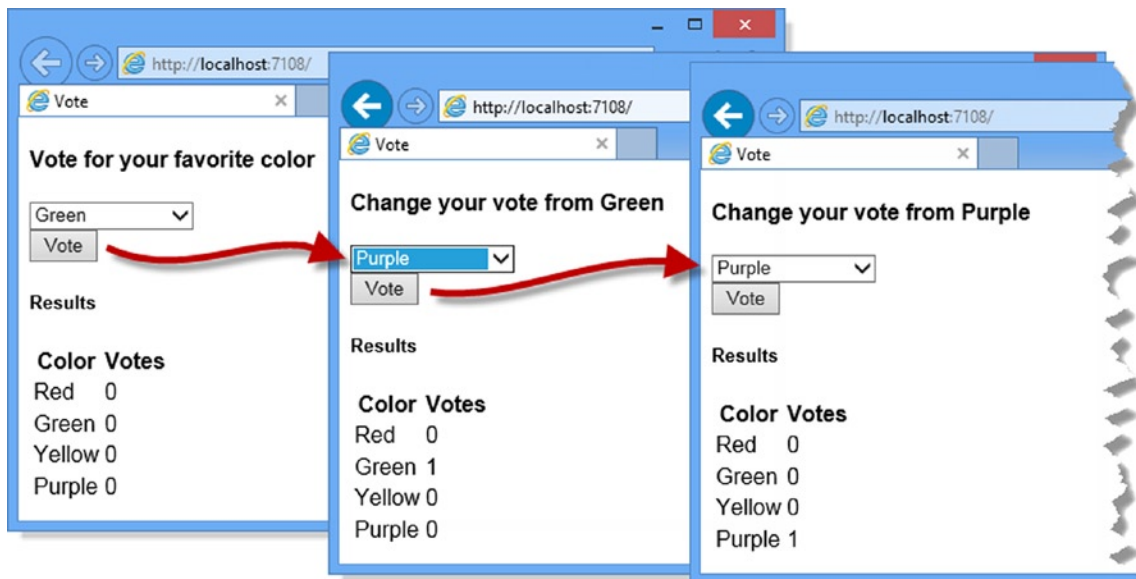 http://localhost:7108/
Vote
Vote for your favorite color
Green
Vote
Results
Color Votes
Red 0
Green 0
Yellow 0
Purple 0
http://localhost:7108/
Vote
Change your vote from Green
Purple
Vote
Results
Color Votes
Red 0
Green 1
Yellow 0
Purple 0
http://localhost:7108/
Vote
Change your vote from Purple
Purple
Vote
Results
Color Votes
Red 0
Green 0
Yellow 0
Purple 1